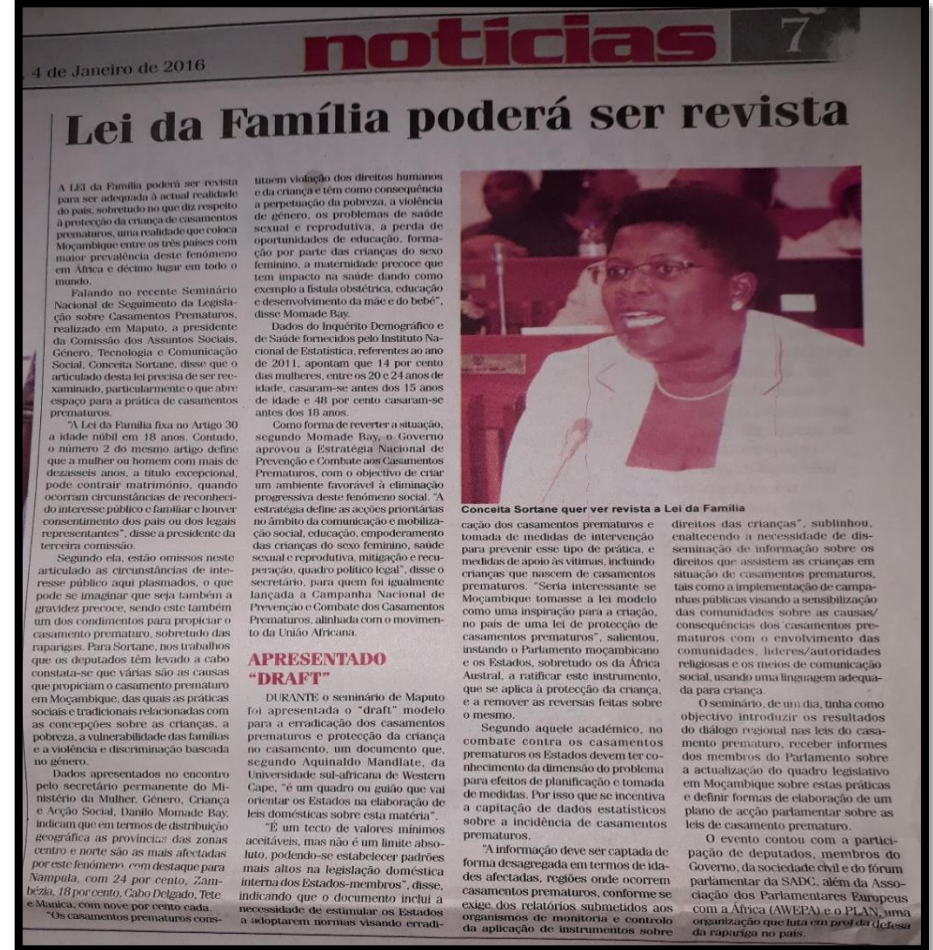 4 de Janeiro de 2016
notícias
7
Lei da Família poderá ser revista
A LEI da Família poderá ser revista
para ser adequada à actual realidade
do país, sobretudo no que diz respeito
à protecção da criança de casamentos
prematuros, uma realidade que coloca
Moçambique entre os três países com
maior prevalência deste fenómeno
em África e décimo lugar em todo o
mundo.
Falando no recente Seminário
Nacional de Seguimento da Legisla-
ção sobre Casamentos Prematuros,
realizado em Maputo, a presidente
da Comissão dos Assuntos Sociais,
Género, Tecnologia e Comunicação
Social, Conceita Sortane, disse que o
articulado desta lei precisa de ser ree-
xaminado, particularmente o que abre
espaço para a prática de casamentos
prematuros.
"A Lei da Família fixa no Artigo 30
a idade núbil em 18 anos. Contudo,
o número 2 do mesmo artigo define
que a mulher ou homem com mais de
dezasseis anos, a título excepcional,
pode contrair matrimónio, quando
ocorram circunstâncias de reconheci-
do interesse público e familiar e houver
consentimento dos pais ou dos legais
representantes", disse a presidente da
terceira comissão.
Segundo ela, estão omissos neste
articulado as circunstâncias de inte-
resse público aqui plasmados, o que
pode se imaginar que seja também a
gravidez precoce, sendo este também
um dos condimentos para propiciar o
casamento prematuro, sobretudo das
raparigas. Para Sortane, nos trabalhos
que os deputados têm levado a cabo
constata-se que várias são as causas
que propiciam o casamento prematuro
em Moçambique, das quais as práticas
sociais e tradicionais relacionadas com
as concepções sobre as crianças, a
pobreza, a vulnerabilidade das famílias
e a violência e discriminação baseada
no género.
Dados apresentados no encontro
pelo secretário permanente do Mi-
nistério da Mulher, Género, Criança
e Acção Social, Danilo Momade Bay,
indicam que em termos de distribuição
geográfica as províncias das zonas
centro e norte são as mais afectadas
por este fenómeno, com destaque para
Nampula, com 24 por cento, Zam-
bézia, 18 por cento, Cabo Delgado, Tete
e Manica, com nove por cento cada.
"Os casamentos prematuros cons-
tituem violação dos direitos humanos
e da criança e têm como consequência
a perpetuação da pobreza, a violência
de género, os problemas de saúde
sexual e reprodutiva, a perda de
oportunidades de educação, forma-
ção por parte das crianças do sexo
feminino, a maternidade precoce que
tem impacto na saúde dando como
exemplo a fístula obstétrica, educação
e desenvolvimento da mãe e do bebé",
disse Momade Bay.
Dados do Inquérito Demográfico e
de Saúde fornecidos pelo Instituto Na-
cional de Estatística, referentes ao ano
de 2011, apontam que 14 por cento
das mulheres, entre os 20 e 24 anos de
idade, casaram-se antes dos 15 anos
de idade e 48 por cento casaram-se
antes dos 18 anos.
Como forma de reverter a situação,
segundo Momade Bay, o Governo
aprovou a Estratégia Nacional de
Prevenção e Combate aos Casamentos
Prematuros, com o objectivo de criar
um ambiente favorável à eliminação
progressiva deste fenómeno social. "A
estratégia define as acções prioritárias
no âmbito da comunicação e mobiliza-
ção social, educação, empoderamento
das crianças do sexo feminino, saúde
sexual e reprodutiva, mitigação e recu-
peração, quadro político legal", disse o
secretário, para quem foi igualmente
lançada a Campanha Nacional de
Prevenção e Combate dos Casamentos
Prematuros, alinhada com o movimen-
to da União Africana.
APRESENTADO
"DRAFT"
DURANTE o seminário de Maputo
foi apresentada o "draft" modelo
para a erradicação dos casamentos
prematuros e protecção da criança
no casamento, um documento que,
segundo Aquinaldo Mandlate, da
Universidade sul-africana de Western
Cape, "é um quadro ou guião que vai
orientar os Estados na elaboração de
leis domésticas sobre esta matéria".
"É um tecto de valores mínimos
aceitáveis, mas não é um limite abso-
luto, podendo-se estabelecer padrões
mais altos na legislação doméstica
interna dos Estados-membros", disse,
indicando que o documento inclui a
necessidade de estimular os Estados
a adoptarem normas visando erradi-
Conceita Sortane quer ver revista a Lei da Família
cação dos casamentos prematuros e
tomada de medidas de intervenção
para prevenir esse tipo de prática, e
medidas de apoio às vítimas, incluindo
crianças que nascem de casamentos
prematuros. "Seria interessante se
Moçambique tomasse a lei modelo
como uma inspiração para a criação,
no país de uma lei de protecção de
casamentos prematuros", salientou,
instando o Parlamento moçambicano
e os Estados, sobretudo os da África
Austral, a ratificar este instrumento,
que se aplica à protecção da criança,
e a remover as reversas feitas sobre
o mesmo.
Segundo aquele académico, no
combate contra os casamentos
prematuros os Estados devem ter co-
nhecimento da dimensão do problema
para efeitos de planificação e tomada
de medidas. Por isso que se incentiva
a capitação de dados estatísticos
sobre a incidência de casamentos
prematuros.
"A informação deve ser captada de
forma desagregada em termos de ida-
des afectadas, regiões onde ocorrem
casamentos prematuros, conforme se
exige dos relatórios submetidos aos
organismos de monitoria e controlo
da aplicação de instrumentos sobre
direitos das crianças", sublinhou,
enaltecendo a necessidade de dis-
seminação de informação sobre os
direitos que assistem as crianças em
situação de casamentos prematuros,
tais como a implementação de campa-
nhas públicas visando a sensibilização
das comunidades sobre as causas/
consequências dos casamentos pre-
maturos com o envolvimento das
comunidades, líderes/autoridades
religiosas e os meios de comunicação
social, usando uma linguagem adequa-
da para criança.
O seminário, de um dia, tinha como
objectivo introduzir os resultados
do diálogo regional nas leis do casa-
mento prematuro, receber informes
dos membros do Parlamento sobre
a actualização do quadro legislativo
em Moçambique sobre estas práticas
e definir formas de elaboração de um
plano de acção parlamentar sobre as
leis de casamento prematuro.
O evento contou com a partici-
pação de deputados, membros do
Governo, da sociedade civil e do fórum
parlamentar da SADC, além da Asso-
ciação dos Parlamentares Europeus
com a África (AWEPA) e o PLAN, uma
organização que luta em prol da defesa
da rapariga no país.